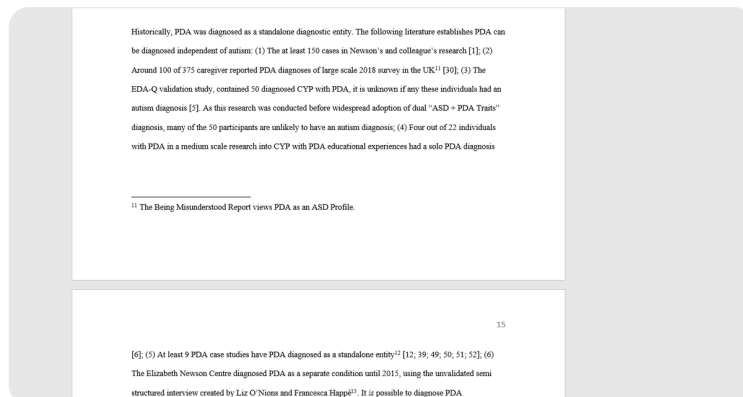 Historically, PDA was diagnosed as a standalone diagnostic entity. The following literature establishes PDA can
be diagnosed independent of autism: (1) The at least 150 cases in Newson's and colleague's research [1]; (2)
Around 100 of 375 caregiver reported PDA diagnoses of large scale 2018 survey in the UK¹¹ [30]; (3) The
EDA-Q validation study, contained 50 diagnosed CYP with PDA, it is unknown if any these individuals had an
autism diagnosis [5]. As this research was conducted before widespread adoption of dual “ASD + PDA Traits”
diagnosis, many of the 50 participants are unlikely to have an autism diagnosis; (4) Four out of 22 individuals
with PDA in a medium scale research into CYP with PDA educational experiences had a solo PDA diagnosis
¹¹ The Being Misunderstood Report views PDA as an ASD Profile.
15
[6]; (5) At least 9 PDA case studies have PDA diagnosed as a standalone entity¹² [12; 39; 49; 50; 51; 52]; (6)
The Elizabeth Newson Centre diagnosed PDA as a separate condition until 2015, using the unvalidated semi
structured interview created by Liz O'Nions and Francesca Happé¹³. It is possible to diagnose PDA